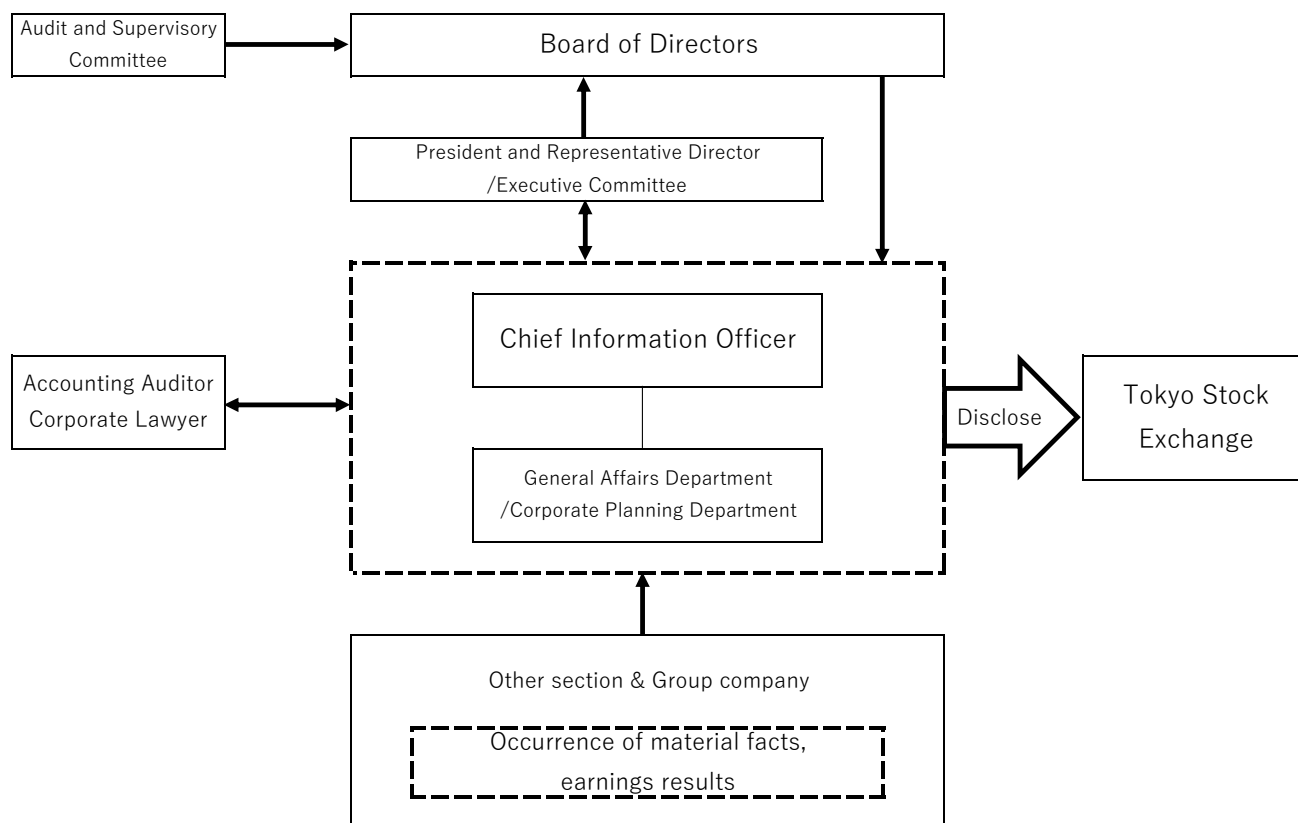 Audit and Supervisory
Committee
Board of Directors
President and Representative Director
/Executive Committee
Chief Information Officer
Accounting Auditor
Corporate Lawyer
Disclose
Tokyo Stock
Exchange
General Affairs Department
/Corporate Planning Department
Other section & Group company
Occurrence of material facts,
earnings results